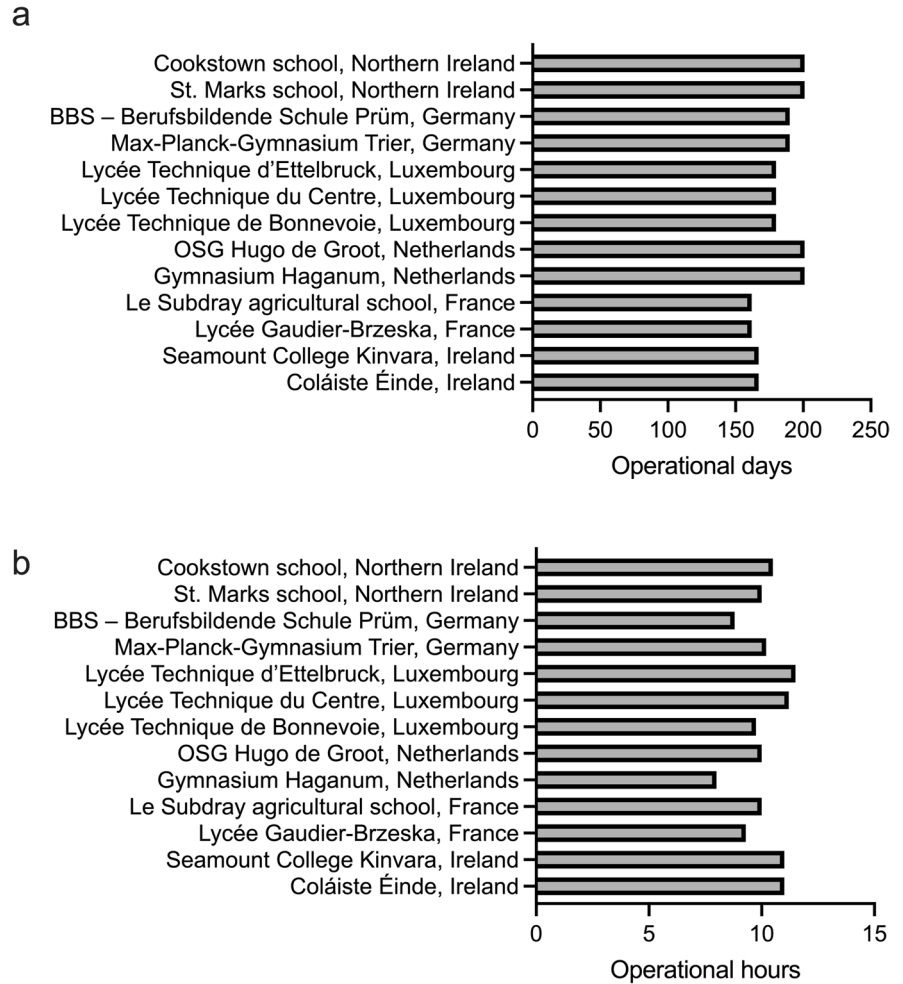 a
Cookstown school, Northern Ireland
St. Marks school, Northern Ireland
BBS – Berufsbildende Schule Prüm, Germany
Max-Planck-Gymnasium Trier, Germany
Lycée Technique d’Ettelbruck, Luxembourg
Lycée Technique du Centre, Luxembourg
Lycée Technique de Bonnevoie, Luxembourg
OSG Hugo de Groot, Netherlands
Gymnasium Haganum, Netherlands
Le Subdray agricultural school, France
Lycée Gaudier-Brzeska, France
Seamount College Kinvara, Ireland
Coláiste Éinde, Ireland
0 50 100 150 200 250
Operational days
b
Cookstown school, Northern Ireland
St. Marks school, Northern Ireland
BBS – Berufsbildende Schule Prüm, Germany
Max-Planck-Gymnasium Trier, Germany
Lycée Technique d’Ettelbruck, Luxembourg
Lycée Technique du Centre, Luxembourg
Lycée Technique de Bonnevoie, Luxembourg
OSG Hugo de Groot, Netherlands
Gymnasium Haganum, Netherlands
Le Subdray agricultural school, France
Lycée Gaudier-Brzeska, France
Seamount College Kinvara, Ireland
Coláiste Éinde, Ireland
0 5 10 15
Operational hours